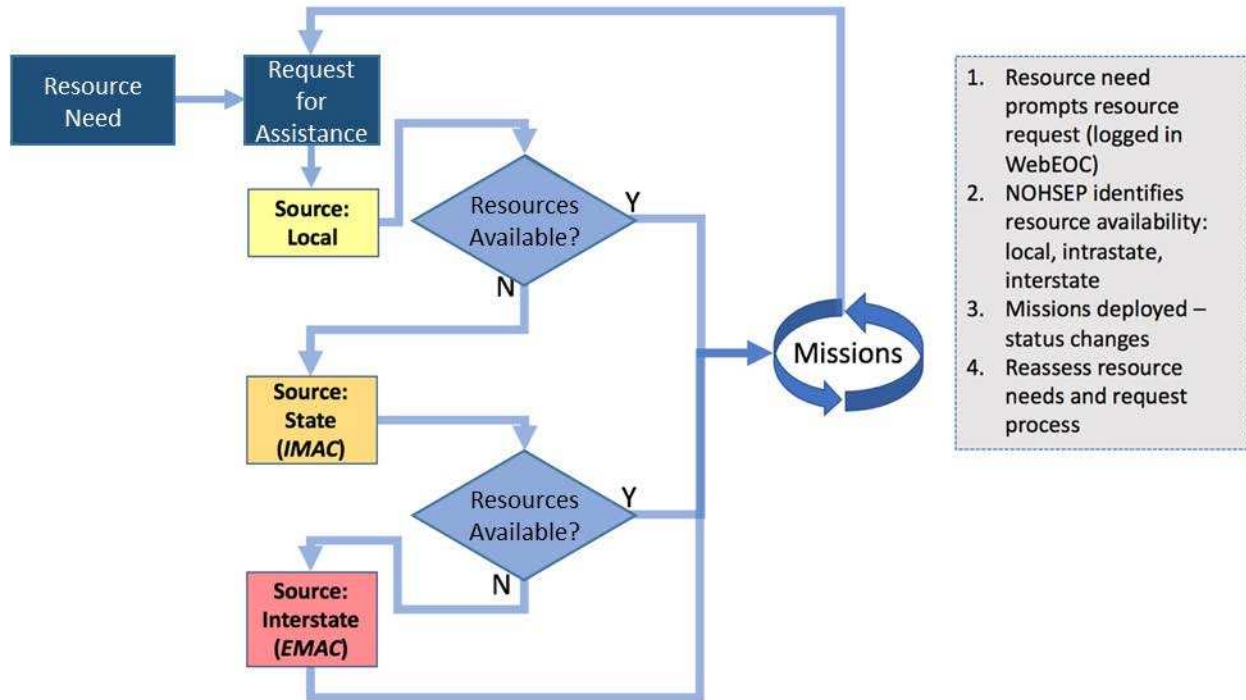 Resource
Need
Request
for
Assistance
Source:
Local
Resources
Available?
Y
N
Source:
State
(IMAC)
Resources
Available?
Y
N
Source:
Interstate
(EMAC)
Missions
1. Resource need
prompts resource
request (logged in
WebEOC)
2. NOHSEP identifies
resource availability:
local, intrastate,
interstate
3. Missions deployed –
status changes
4. Reassess resource
needs and request
process